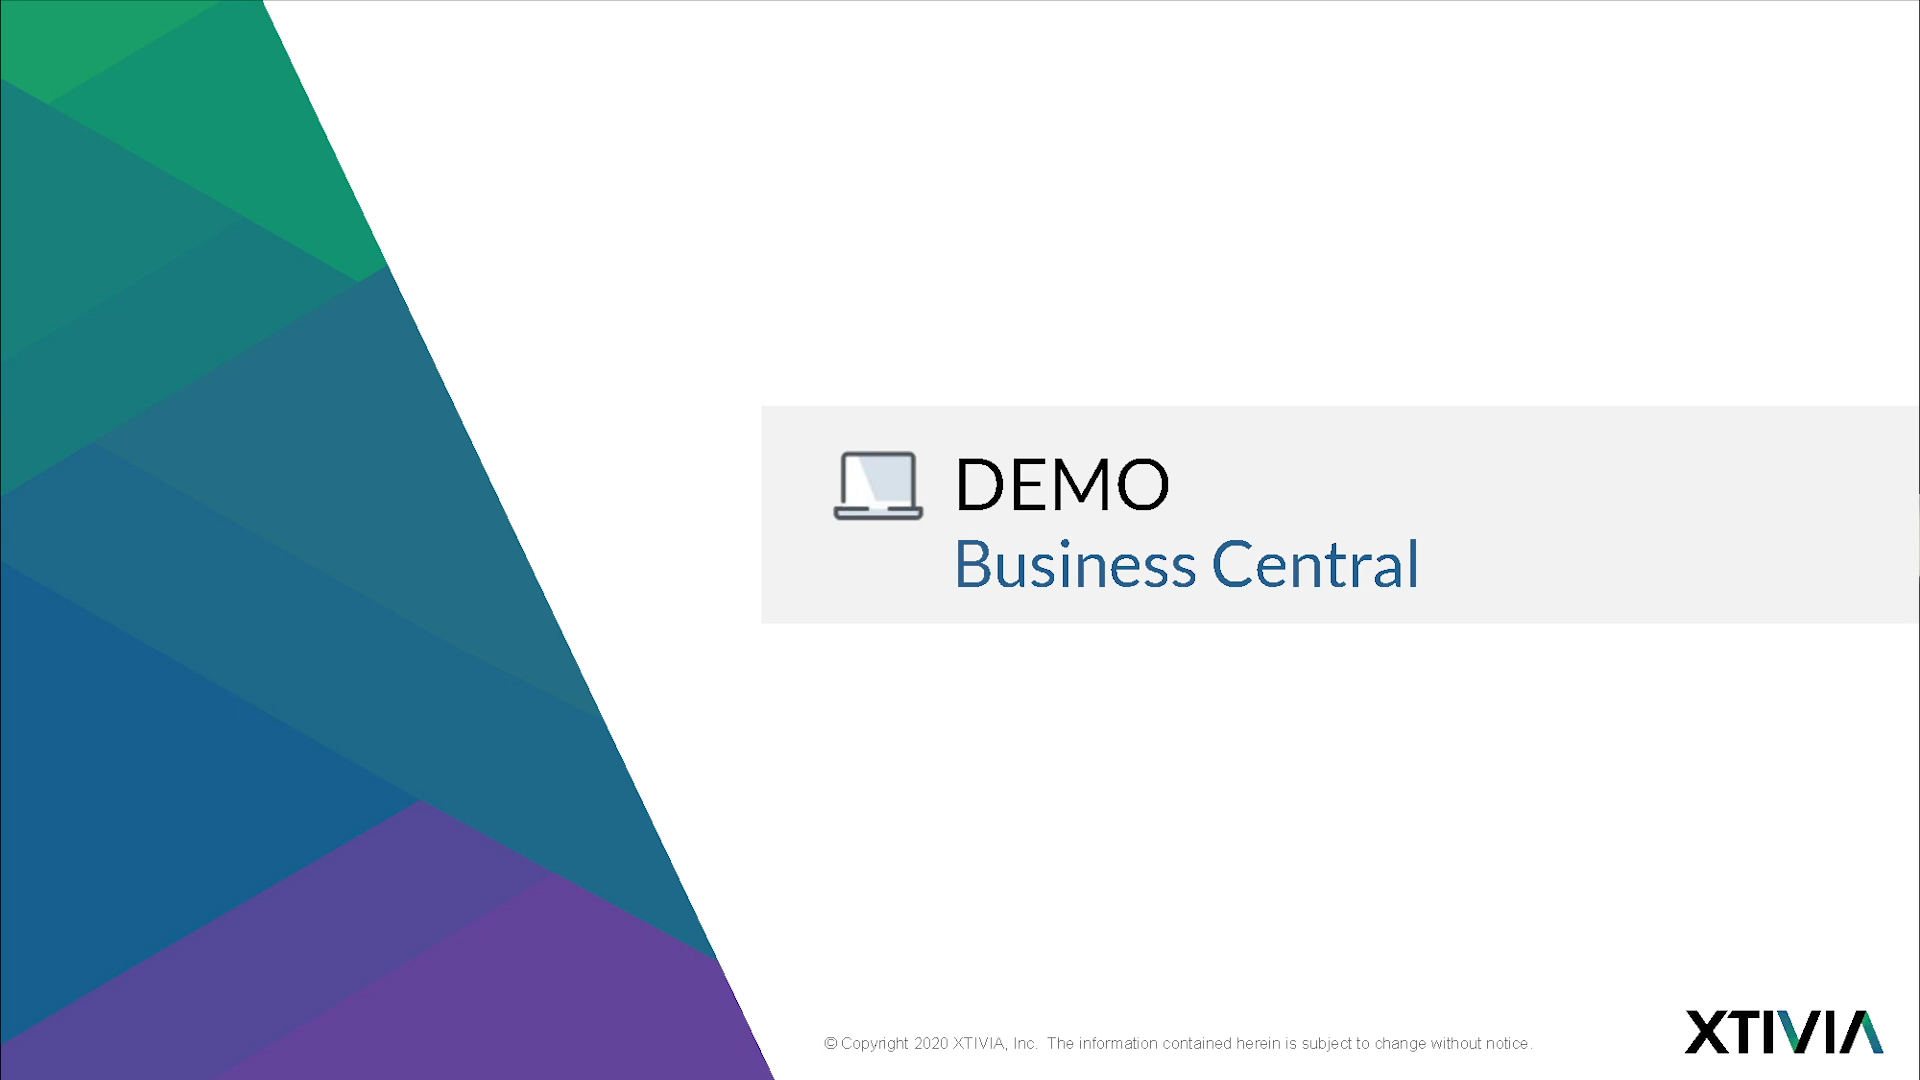 DEMO
Business Central
© Copyright 2020 XTIVIA, Inc. The information contained herein is subject to change without notice.
XTIVIA